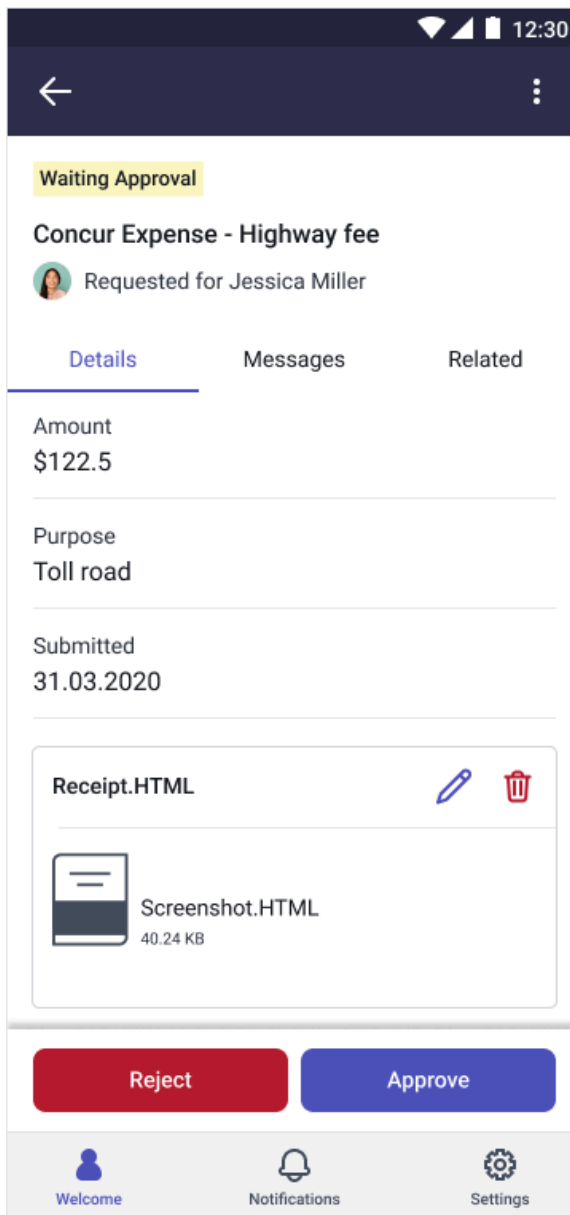 12:30
Waiting Approval
Concur Expense - Highway fee
Requested for Jessica Miller
Details Messages Related
Amount
$122.5
Purpose
Toll road
Submitted
31.03.2020
Receipt.HTML
Screenshot.HTML
40.24 KB
Reject Approve
Welcome Notifications Settings